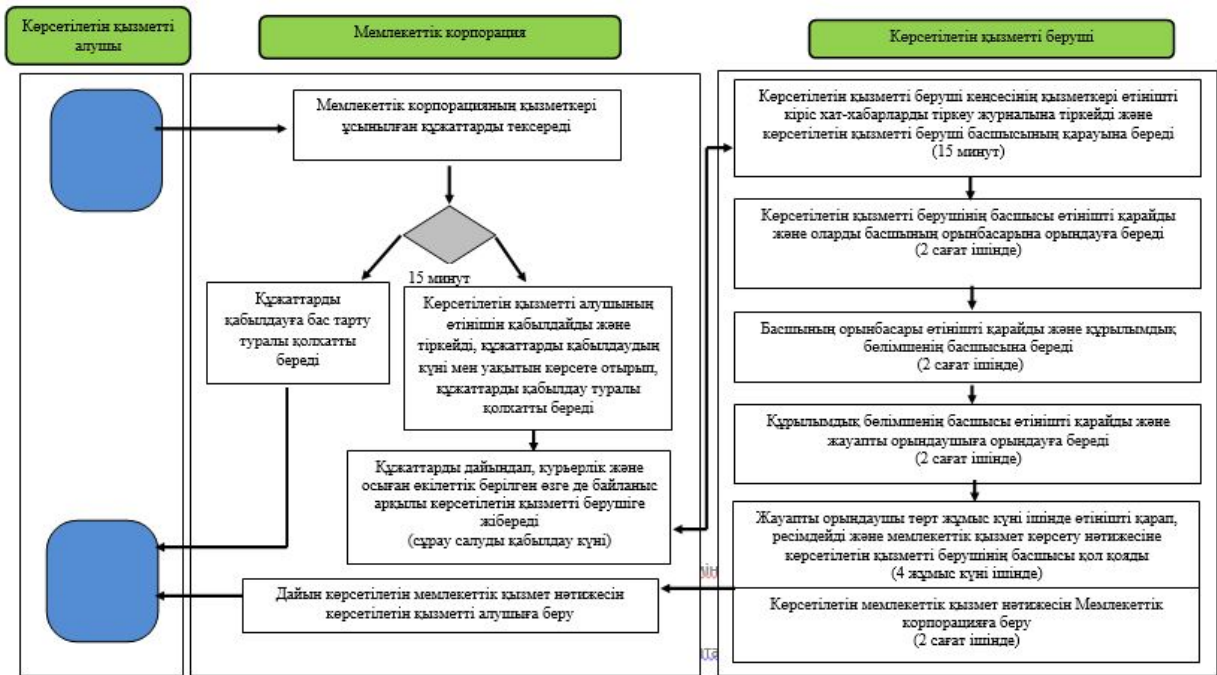 Көрсетілетін қызметті
алушы
Мемлекеттік корпорация
Көрсетілетін қызметті беруші
Мемлекеттік корпорацияның қызметкері
ұсынылған құжаттарды тексереді
15 минут
Құжаттарды
қабылдауға бас тарту
туралы қолхатты
береді
Көрсетілетін қызметті алушының
өтінішін қабылдайды және
тіркейді, құжаттарды қабылдаудың
күні мен уақытын көрсете отырып,
құжаттарды қабылдау туралы
қолхатты береді
Құжаттарды дайындап, курьерлік және
осыған өкілеттік берілген өзге де байланыс
арқылы көрсетілетін қызметті берушіге
жібереді
(сұрау салуды қабылдау күні)
Дайын көрсетілетін мемлекеттік қызмет нәтижесін
көрсетілетін қызметті алушыға беру
Көрсетілетін қызметті беруші кеңсесінің қызметкері өтінішті
кіріс хат-хабарларды тіркеу журналына тіркейді және
көрсетілетін қызметті беруші басшысының қарауына береді
(15 минут)
Көрсетілетін қызметті берушінің басшысы өтінішті қарайды
және оларды басшының орынбасарына орындауға береді
(2 сағат ішінде)
Басшының орынбасары өтінішті қарайды және құрылымдық
бөлімшенің басшысына береді
(2 сағат ішінде)
Құрылымдық бөлімшенің басшысы өтінішті қарайды және
жауапты орындаушыға орындауға береді
(2 сағат ішінде)
Жауапты орындаушы төрт жұмыс күні ішінде өтінішті қарап,
ресімдейді және мемлекеттік қызмет көрсету нәтижесіне
көрсетілетін қызметті берушінің басшысы қол қояды
(4 жұмыс күні ішінде)
Көрсетілетін мемлекеттік қызмет нәтижесін Мемлекеттік
корпорацияға беру
(2 сағат ішінде)